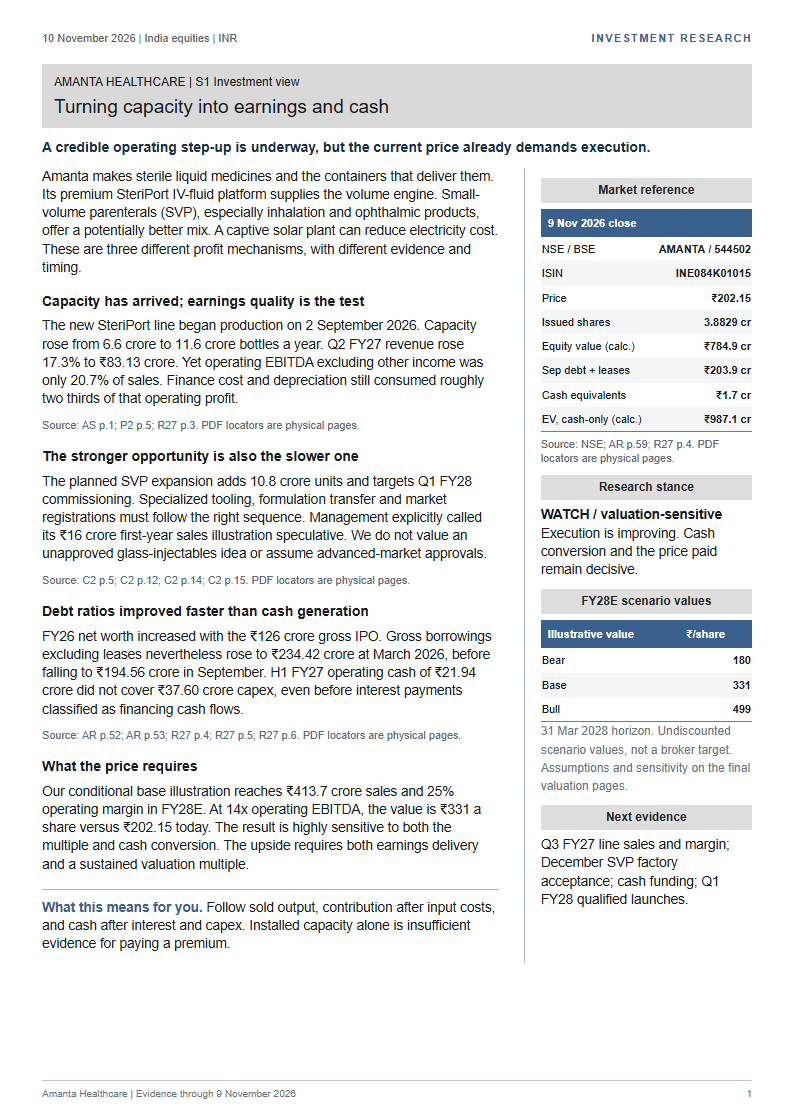 10 November 2026 | India equities | INR
INVESTMENT RESEARCH
AMANTA HEALTHCARE | S1 Investment view
Turning capacity into earnings and cash
A credible operating step-up is underway, but the current price already demands execution.
Amanta makes sterile liquid medicines and the containers that deliver them.
Its premium SteriPort IV-fluid platform supplies the volume engine. Small-
volume parenterals (SVP), especially inhalation and ophthalmic products,
offer a potentially better mix. A captive solar plant can reduce electricity cost.
These are three different profit mechanisms, with different evidence and
timing.
Capacity has arrived; earnings quality is the test
The new SteriPort line began production on 2 September 2026. Capacity
rose from 6.6 crore to 11.6 crore bottles a year. Q2 FY27 revenue rose
17.3% to ₹83.13 crore. Yet operating EBITDA excluding other income was
only 20.7% of sales. Finance cost and depreciation still consumed roughly
two thirds of that operating profit.
Source: AS p.1; P2 p.5; R27 p.3. PDF locators are physical pages.
The stronger opportunity is also the slower one
The planned SVP expansion adds 10.8 crore units and targets Q1 FY28
commissioning. Specialized tooling, formulation transfer and market
registrations must follow the right sequence. Management explicitly called
its ₹16 crore first-year sales illustration speculative. We do not value an
unapproved glass-injectables idea or assume advanced-market approvals.
Source: C2 p.5; C2 p.12; C2 p.14; C2 p.15. PDF locators are physical pages.
Debt ratios improved faster than cash generation
FY26 net worth increased with the ₹126 crore gross IPO. Gross borrowings
excluding leases nevertheless rose to ₹234.42 crore at March 2026, before
falling to ₹194.56 crore in September. H1 FY27 operating cash of ₹21.94
crore did not cover ₹37.60 crore capex, even before interest payments
classified as financing cash flows.
Source: AR p.52; AR p.53; R27 p.4; R27 p.5; R27 p.6. PDF locators are physical pages.
What the price requires
Our conditional base illustration reaches ₹413.7 crore sales and 25%
operating margin in FY28E. At 14x operating EBITDA, the value is ₹331 a
share versus ₹202.15 today. The result is highly sensitive to both the
multiple and cash conversion. The upside requires both earnings delivery
and a sustained valuation multiple.
What this means for you. Follow sold output, contribution after input costs,
and cash after interest and capex. Installed capacity alone is insufficient
evidence for paying a premium.
Market reference
9 Nov 2026 close
NSE / BSE AMANTA / 544502
ISIN INE084K01015
Price ₹202.15
Issued shares 3.8829 cr
Equity value (calc.) ₹784.9 cr
Sep debt + leases ₹203.9 cr
Cash equivalents ₹1.7 cr
EV, cash-only (calc.) ₹987.1 cr
Source: NSE; AR p.59; R27 p.4. PDF
locators are physical pages.
Research stance
WATCH / valuation-sensitive
Execution is improving. Cash
conversion and the price paid
remain decisive.
FY28E scenario values
Illustrative value ₹/share
Bear 180
Base 331
Bull 499
31 Mar 2028 horizon. Undiscounted
scenario values, not a broker target.
Assumptions and sensitivity on the final
valuation pages.
Next evidence
Q3 FY27 line sales and margin;
December SVP factory
acceptance; cash funding; Q1
FY28 qualified launches.
Amanta Healthcare | Evidence through 9 November 2026
1